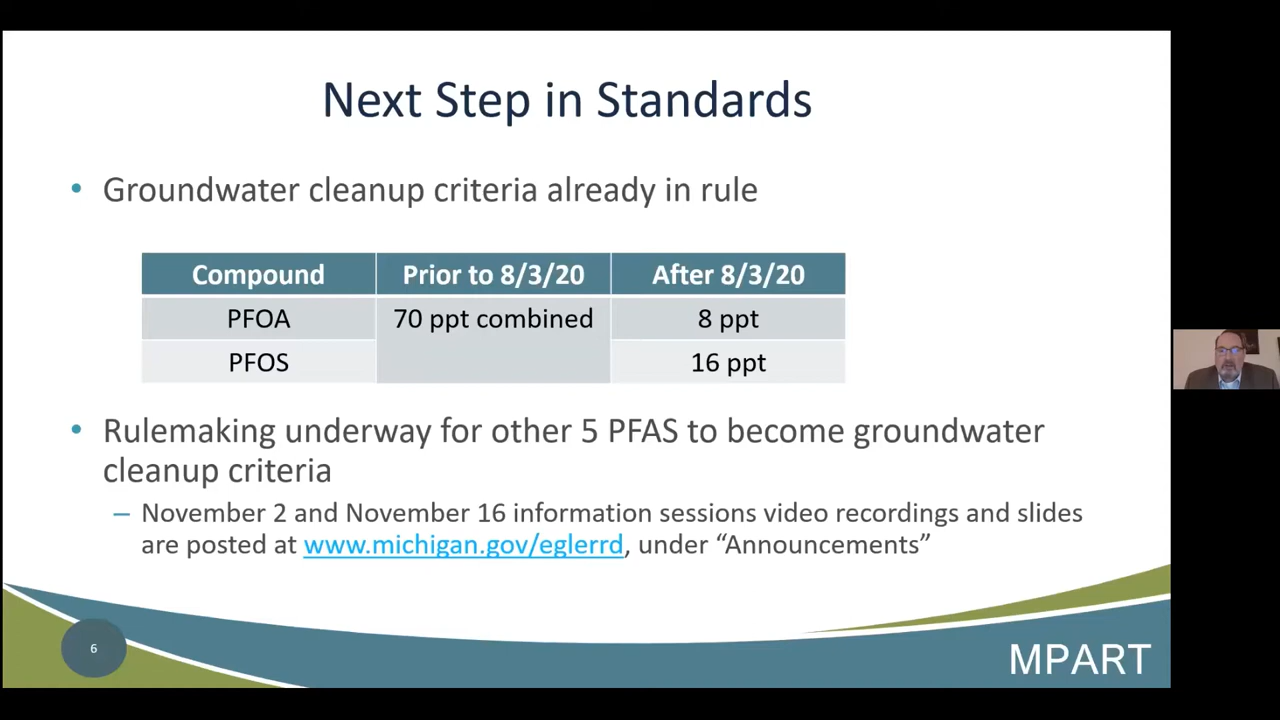 Next Step in Standards
• Groundwater cleanup criteria already in rule
Compound Prior to 8/3/20 After 8/3/20
PFOA 70 ppt combined 8 ppt
PFOS 16 ppt
• Rulemaking underway for other 5 PFAS to become groundwater
cleanup criteria
– November 2 and November 16 information sessions video recordings and slides
are posted at www.michigan.gov/eglerrd, under “Announcements”
6
MPART